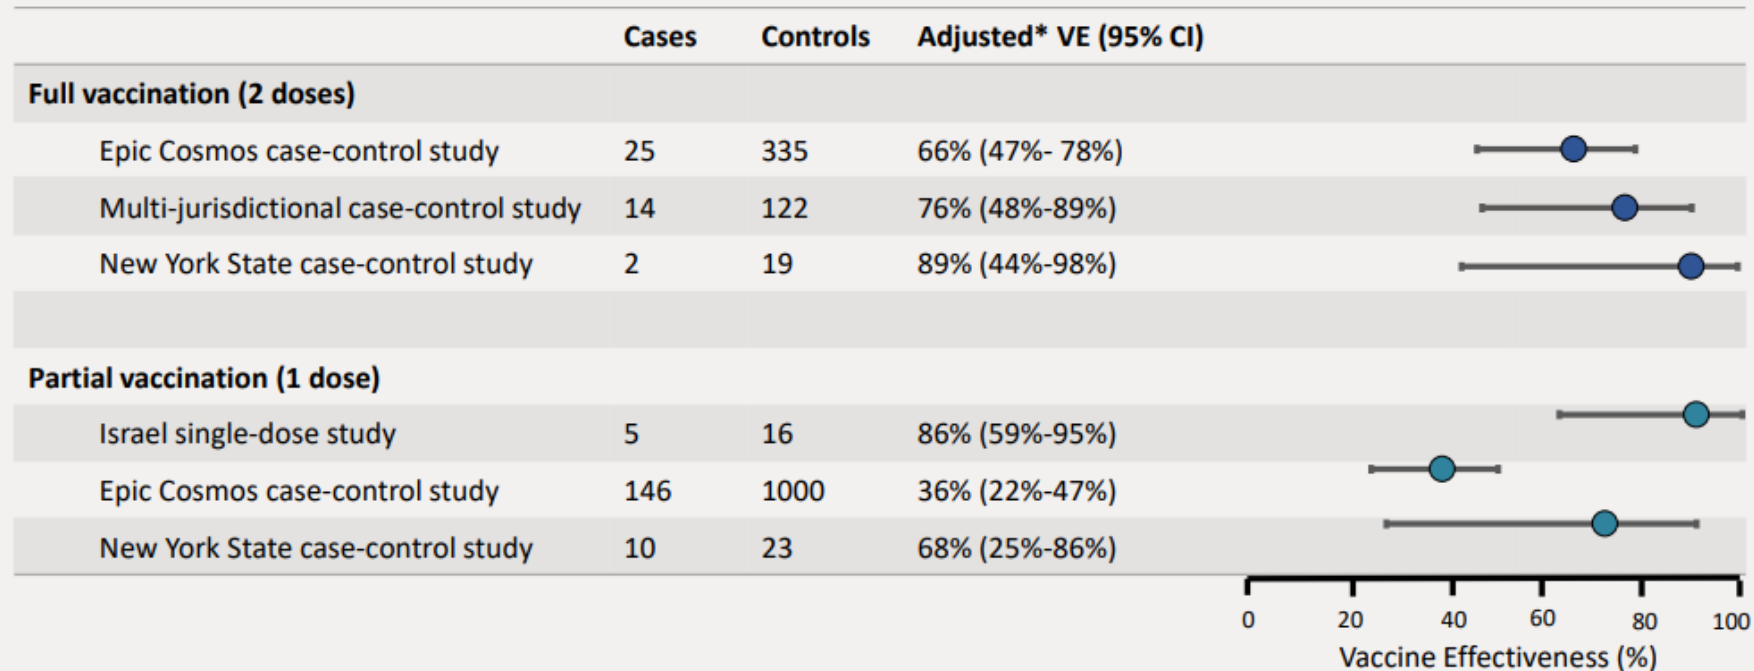 Cases Controls Adjusted* VE (95% CI)
Full vaccination (2 doses)
Epic Cosmos case-control study 25 335 66% (47%- 78%)
Multi-jurisdictional case-control study 14 122 76% (48%-89%)
New York State case-control study 2 19 89% (44%-98%)
Partial vaccination (1 dose)
Israel single-dose study 5 16 86% (59%-95%)
Epic Cosmos case-control study 146 1000 36% (22%-47%)
New York State case-control study 10 23 68% (25%-86%)
0 20 40 60 80 100
Vaccine Effectiveness (%)